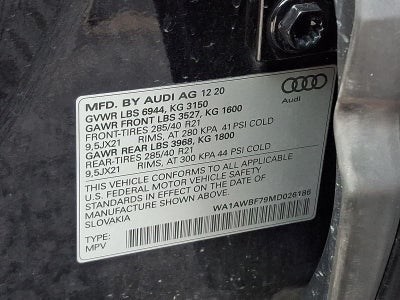 MFD. BY AUDI AG 12 20
GVWR LBS 6944, KG 3150
GAWR FRONT LBS 3527, KG 1600
FRONT-TIRES 285/40 R21
9,5JX21 RIMS, AT 280 KPA 41 PSI COLD
GAWR REAR LBS 3968, KG 1800
REAR-TIRES 285/40 R21
9,5JX21 RIMS, AT 300 KPA 44 PSI COLD
Audi
THIS VEHICLE CONFORMS TO ALL APPLICABLE
U.S. FEDERAL MOTOR VEHICLE SAFETY
STANDARDS IN EFFECT ON THE DATE OF
MANUFACTURE SHOWN ABOVE.
SLOVAKIA
WA1AWBF79MD026186
TYPE:
MPV